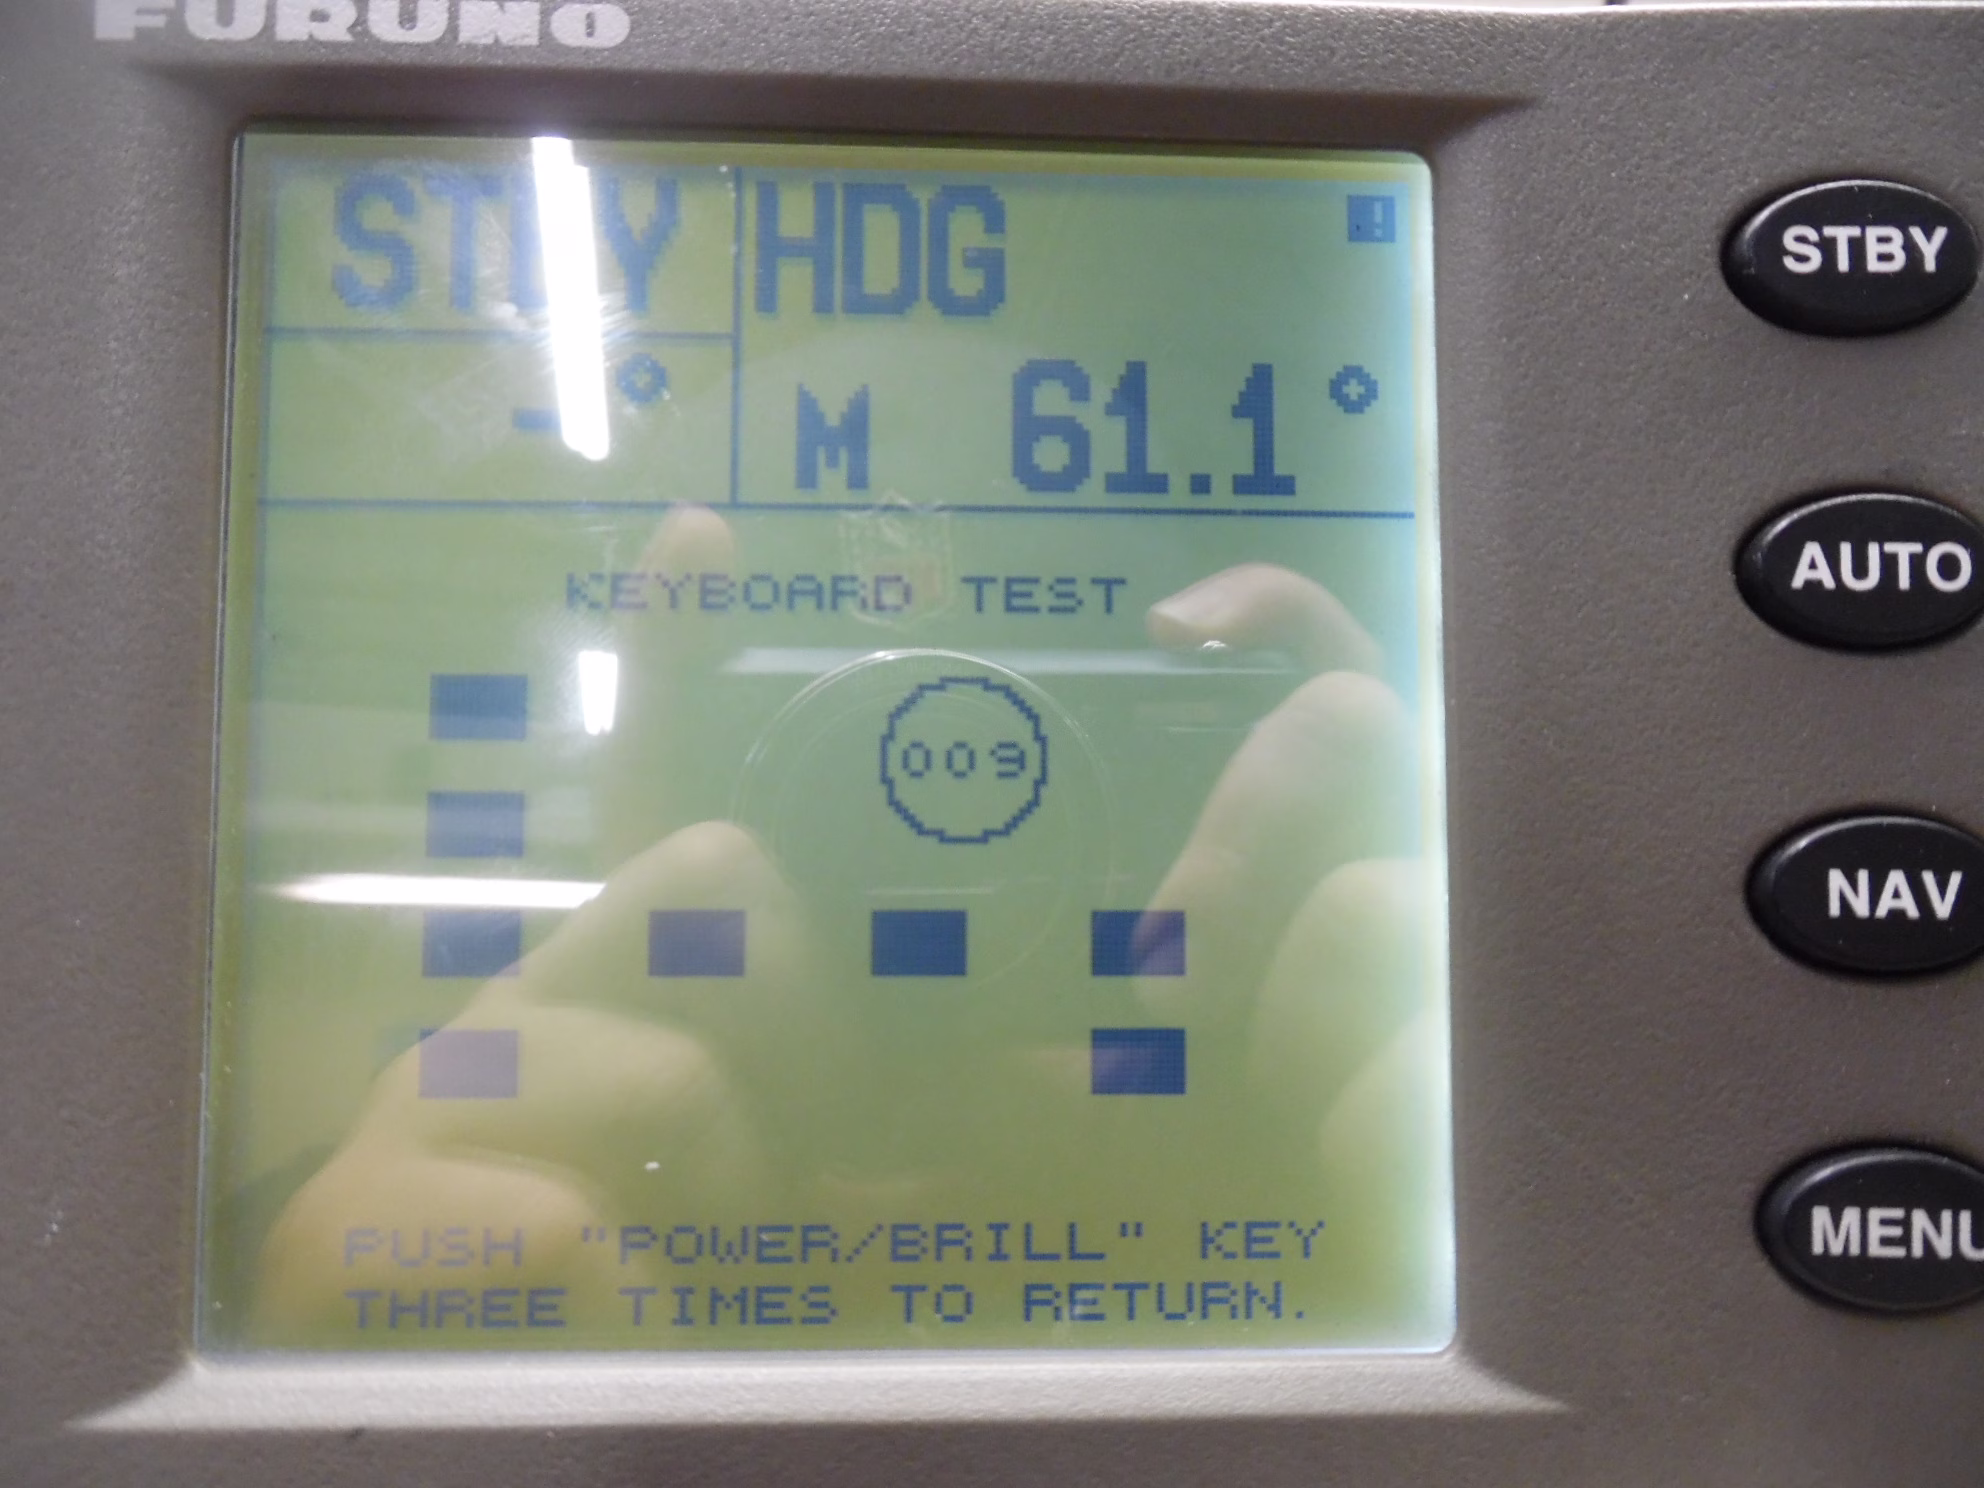 FURUNO
STBY HDG !
-° M 61.1°
KEYBOARD TEST
009
PUSH "POWER/BRILL" KEY
THREE TIMES TO RETURN.
STBY
AUTO
NAV
MENU